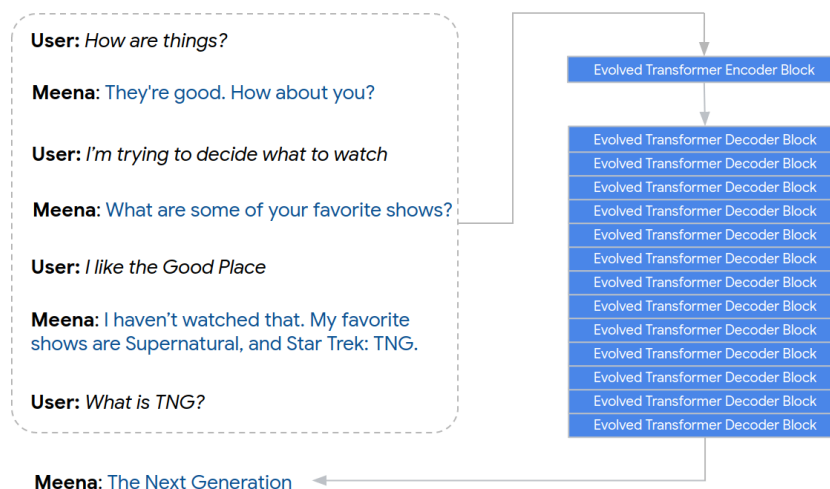 User: How are things?
Meena: They're good. How about you?
User: I'm trying to decide what to watch
Meena: What are some of your favorite shows?
User: I like the Good Place
Meena: I haven't watched that. My favorite
shows are Supernatural, and Star Trek: TNG.
User: What is TNG?
Meena: The Next Generation
Evolved Transformer Encoder Block
Evolved Transformer Decoder Block
Evolved Transformer Decoder Block
Evolved Transformer Decoder Block
Evolved Transformer Decoder Block
Evolved Transformer Decoder Block
Evolved Transformer Decoder Block
Evolved Transformer Decoder Block
Evolved Transformer Decoder Block
Evolved Transformer Decoder Block
Evolved Transformer Decoder Block
Evolved Transformer Decoder Block
Evolved Transformer Decoder Block
Evolved Transformer Decoder Block